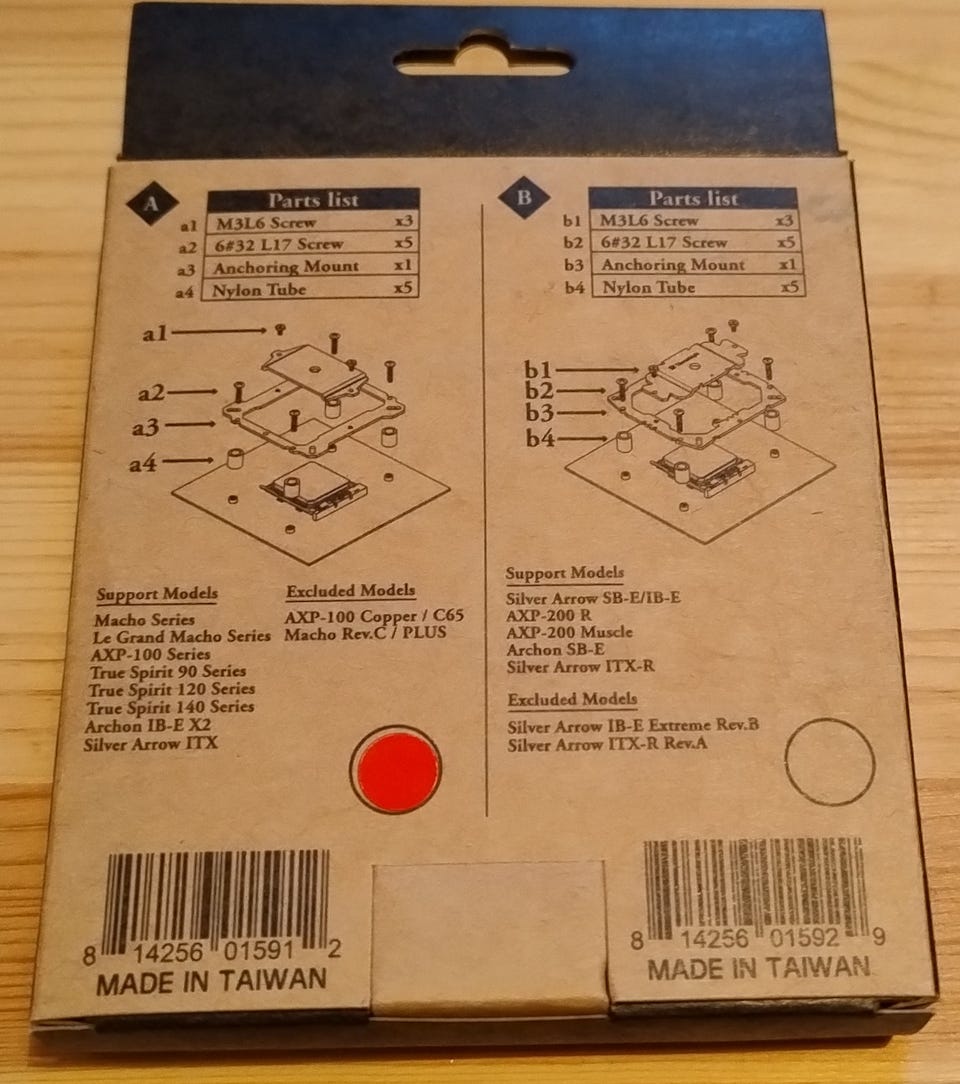 A
Parts list
a1 M3L6 Screw x3
a2 6#32 L17 Screw x5
a3 Anchoring Mount x1
a4 Nylon Tube x5
a1
a2
a3
a4
Support Models
Macho Series
Le Grand Macho Series
AXP-100 Series
True Spirit 90 Series
True Spirit 120 Series
True Spirit 140 Series
Archon IB-E X2
Silver Arrow ITX
Excluded Models
AXP-100 Copper / C65
Macho Rev.C / PLUS
8 14256 01591 2
MADE IN TAIWAN
B
Parts list
b1 M3L6 Screw x3
b2 6#32 L17 Screw x5
b3 Anchoring Mount x1
b4 Nylon Tube x5
b1
b2
b3
b4
Support Models
Silver Arrow SB-E/IB-E
AXP-200 R
AXP-200 Muscle
Archon SB-E
Silver Arrow ITX-R
Excluded Models
Silver Arrow IB-E Extreme Rev.B
Silver Arrow ITX-R Rev.A
8 14256 01592 9
MADE IN TAIWAN